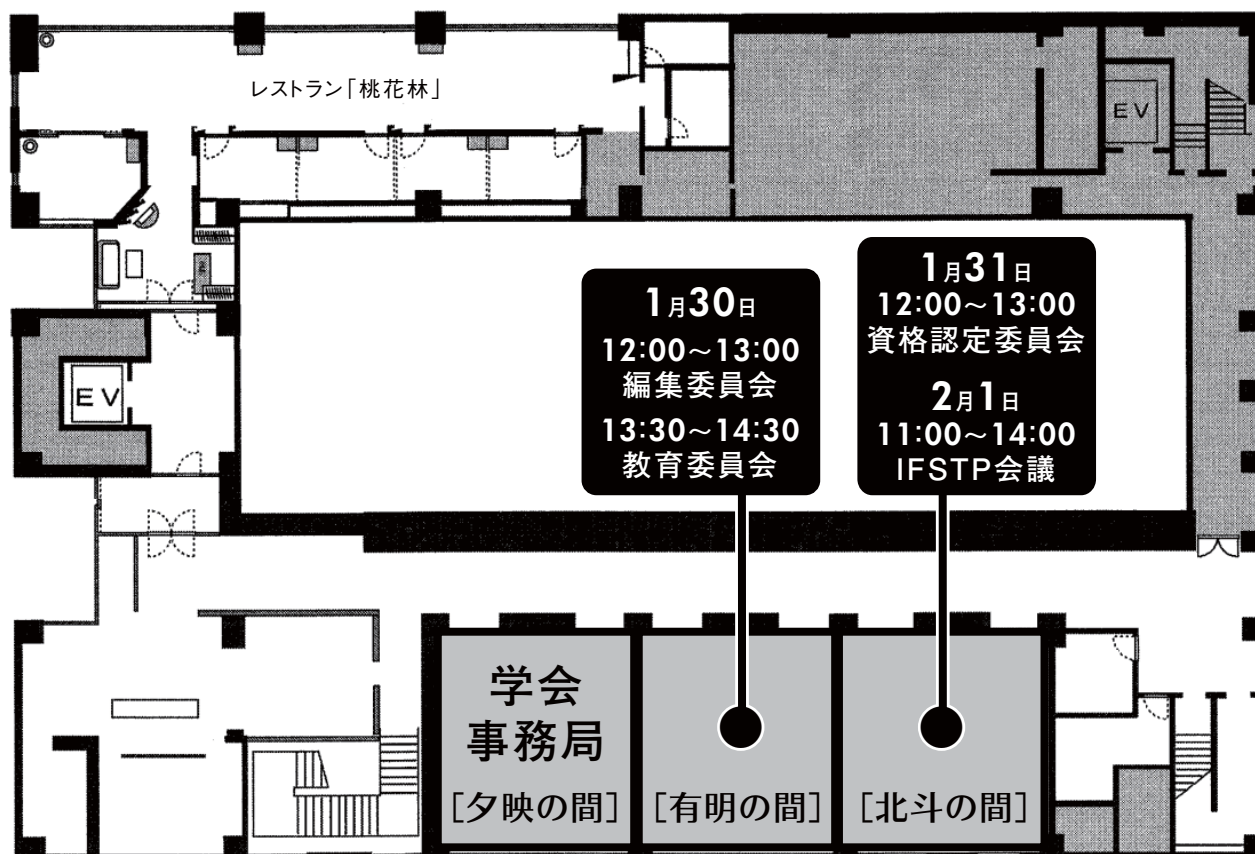 レストラン「桃花林」
EV
EV
1月30日
12:00～13:00
編集委員会
13:30～14:30
教育委員会
1月31日
12:00～13:00
資格認定委員会
2月1日
11:00～14:00
IFSTP会議
学会
事務局
［夕映の間］
［有明の間］
［北斗の間］